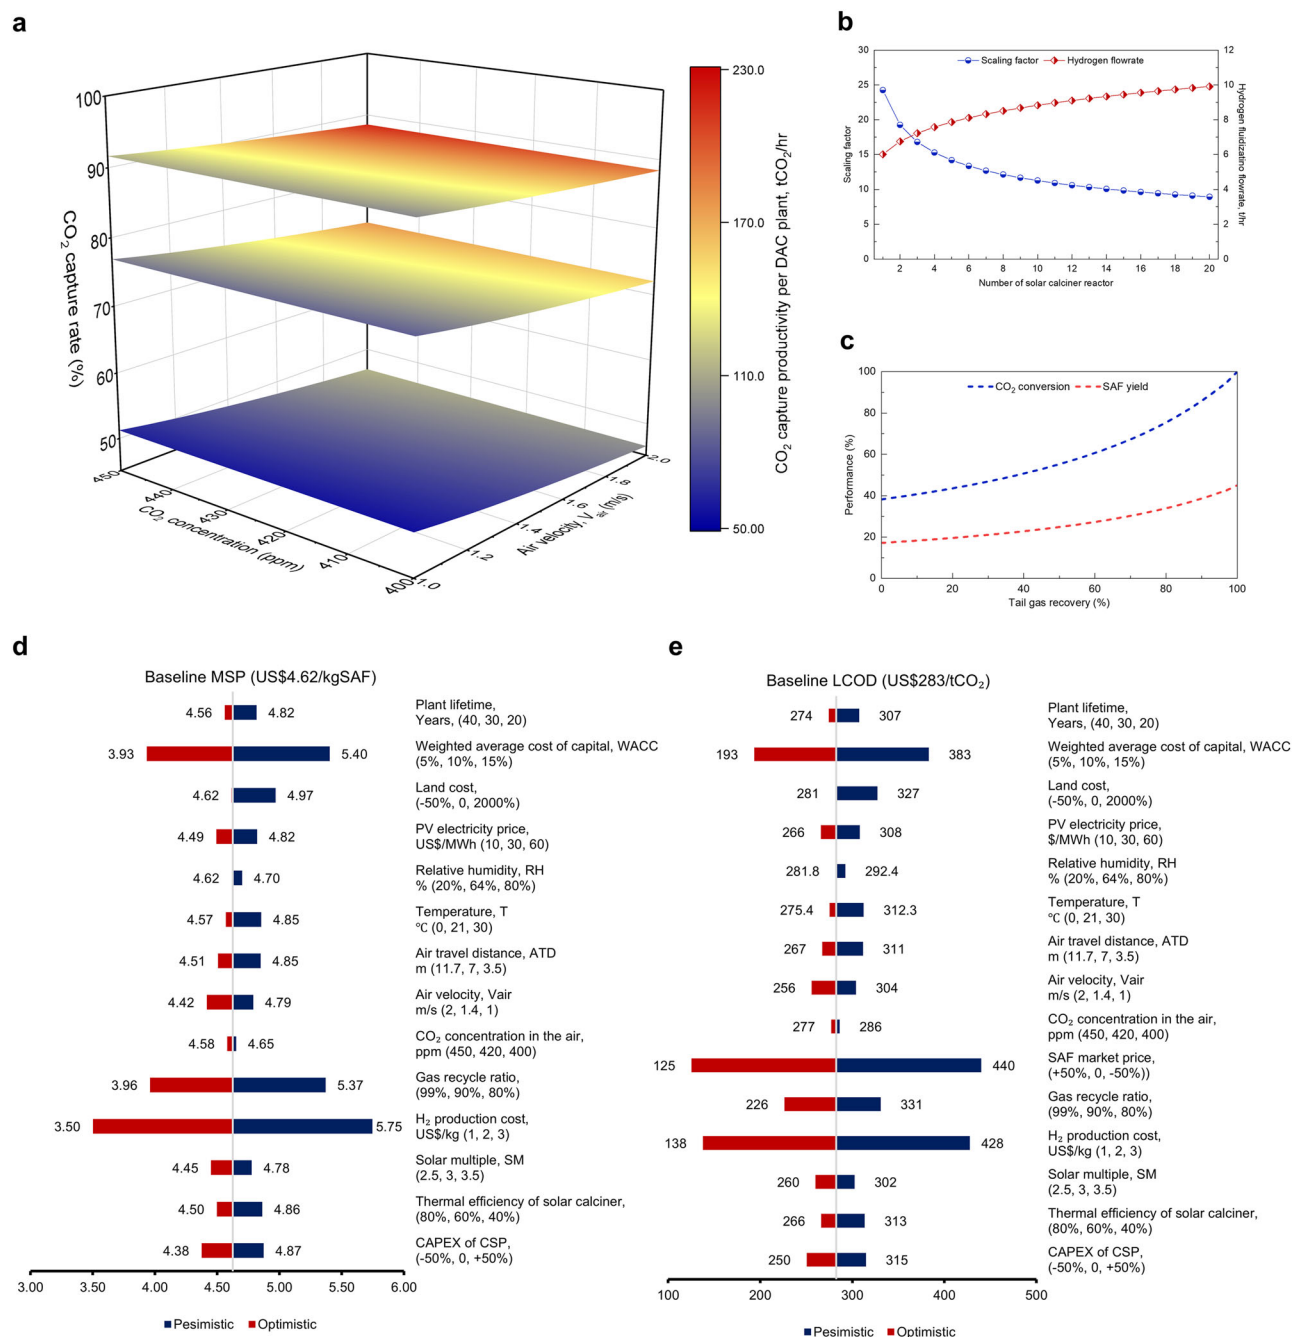 a
100
90
80
70
60
50
CO₂ capture rate (%)
450
440
430
420
410
400
CO₂ concentration (ppm)
1.0
1.2
1.4
1.6
1.8
2.0
Air velocity, Vair (m/s)
230.0
170.0
110.0
50.00
CO₂ capture productivity per DAC plant, tCO₂/hr
b
Scaling factor
Hydrogen flowrate
30
25
20
15
10
5
0
Scaling factor
12
10
8
6
4
2
0
Hydrogen fluidizatino flowrate, t/hr
2 4 6 8 10 12 14 16 18 20
Number of solar calciner reactor
c
CO₂ conversion
SAF yield
100
80
60
40
20
0
Performance (%)
0 20 40 60 80 100
Tail gas recovery (%)
d
Baseline MSP (US$4.62/kgSAF)
4.56 4.82 Plant lifetime,
Years, (40, 30, 20)
3.93 5.40 Weighted average cost of capital, WACC
(5%, 10%, 15%)
4.62 4.97 Land cost,
(-50%, 0, 2000%)
4.49 4.82 PV electricity price,
US$/MWh (10, 30, 60)
4.62 4.70 Relative humidity, RH
% (20%, 64%, 80%)
4.57 4.85 Temperature, T
℃ (0, 21, 30)
4.51 4.85 Air travel distance, ATD
m (11.7, 7, 3.5)
4.42 4.79 Air velocity, Vair
m/s (2, 1.4, 1)
4.58 4.65 CO₂ concentration in the air,
ppm (450, 420, 400)
3.96 5.37 Gas recycle ratio,
(99%, 90%, 80%)
3.50 5.75 H₂ production cost,
US$/kg (1, 2, 3)
4.45 4.78 Solar multiple, SM
(2.5, 3, 3.5)
4.50 4.86 Thermal efficiency of solar calciner,
(80%, 60%, 40%)
4.38 4.87 CAPEX of CSP,
(-50%, 0, +50%)
3.00 3.50 4.00 4.50 5.00 5.50 6.00
Pesimistic Optimistic
e
Baseline LCOD (US$283/tCO₂)
274 307 Plant lifetime,
Years, (40, 30, 20)
193 383 Weighted average cost of capital, WACC
(5%, 10%, 15%)
281 327 Land cost,
(-50%, 0, 2000%)
266 308 PV electricity price,
$/MWh (10, 30, 60)
281.8 292.4 Relative humidity, RH
% (20%, 64%, 80%)
275.4 312.3 Temperature, T
℃ (0, 21, 30)
267 311 Air travel distance, ATD
m (11.7, 7, 3.5)
256 304 Air velocity, Vair
m/s (2, 1.4, 1)
277 286 CO₂ concentration in the air,
ppm (450, 420, 400)
125 440 SAF market price,
(+50%, 0, -50%))
226 331 Gas recycle ratio,
(99%, 90%, 80%)
138 428 H₂ production cost,
US$/kg (1, 2, 3)
260 302 Solar multiple, SM
(2.5, 3, 3.5)
266 313 Thermal efficiency of solar calciner,
(80%, 60%, 40%)
250 315 CAPEX of CSP,
(-50%, 0, +50%)
100 200 300 400 500
Pesimistic Optimistic